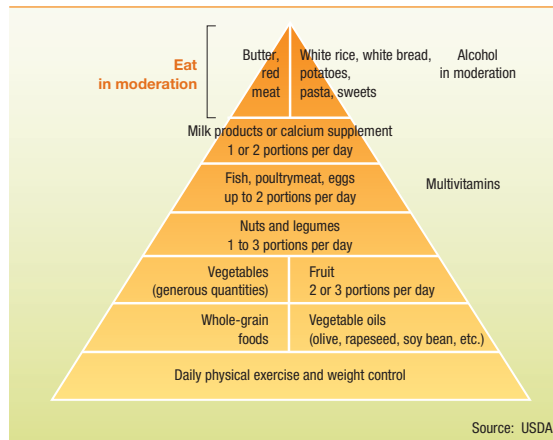 Eat
in moderation
Butter,
red
meat
White rice, white bread,
potatoes,
pasta, sweets
Alcohol
in moderation
Milk products or calcium supplement
1 or 2 portions per day
Fish, poultrymeat, eggs
up to 2 portions per day
Multivitamins
Nuts and legumes
1 to 3 portions per day
Vegetables
(generous quantities)
Fruit
2 or 3 portions per day
Whole-grain
foods
Vegetable oils
(olive, rapeseed, soy bean, etc.)
Daily physical exercise and weight control
Source: USDA